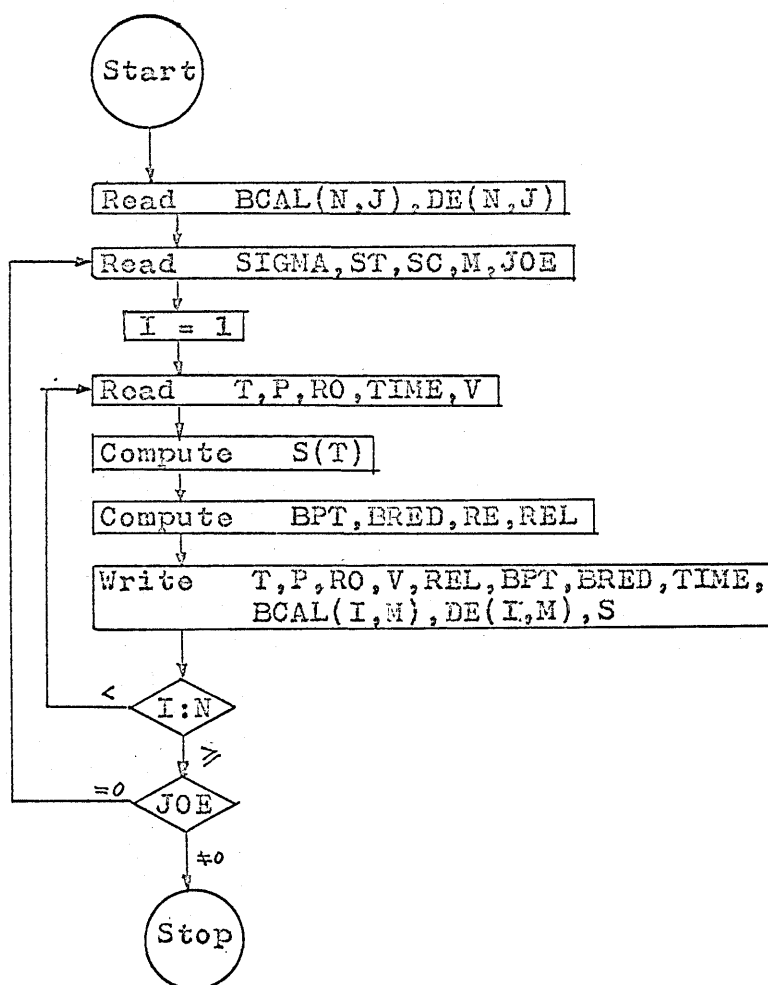 Start
Read BCAL(N,J),DE(N,J)
Read SIGMA,ST,SC,M,JOE
I = 1
Read T,P,RO,TIME,V
Compute S(T)
Compute BPT,BRED,RE,REL
Write T,P,RO,V,REL,BPT,BRED,TIME,
BCAL(I,M),DE(I,M),S
<
I:N
≥
=0
JOE
≠0
Stop